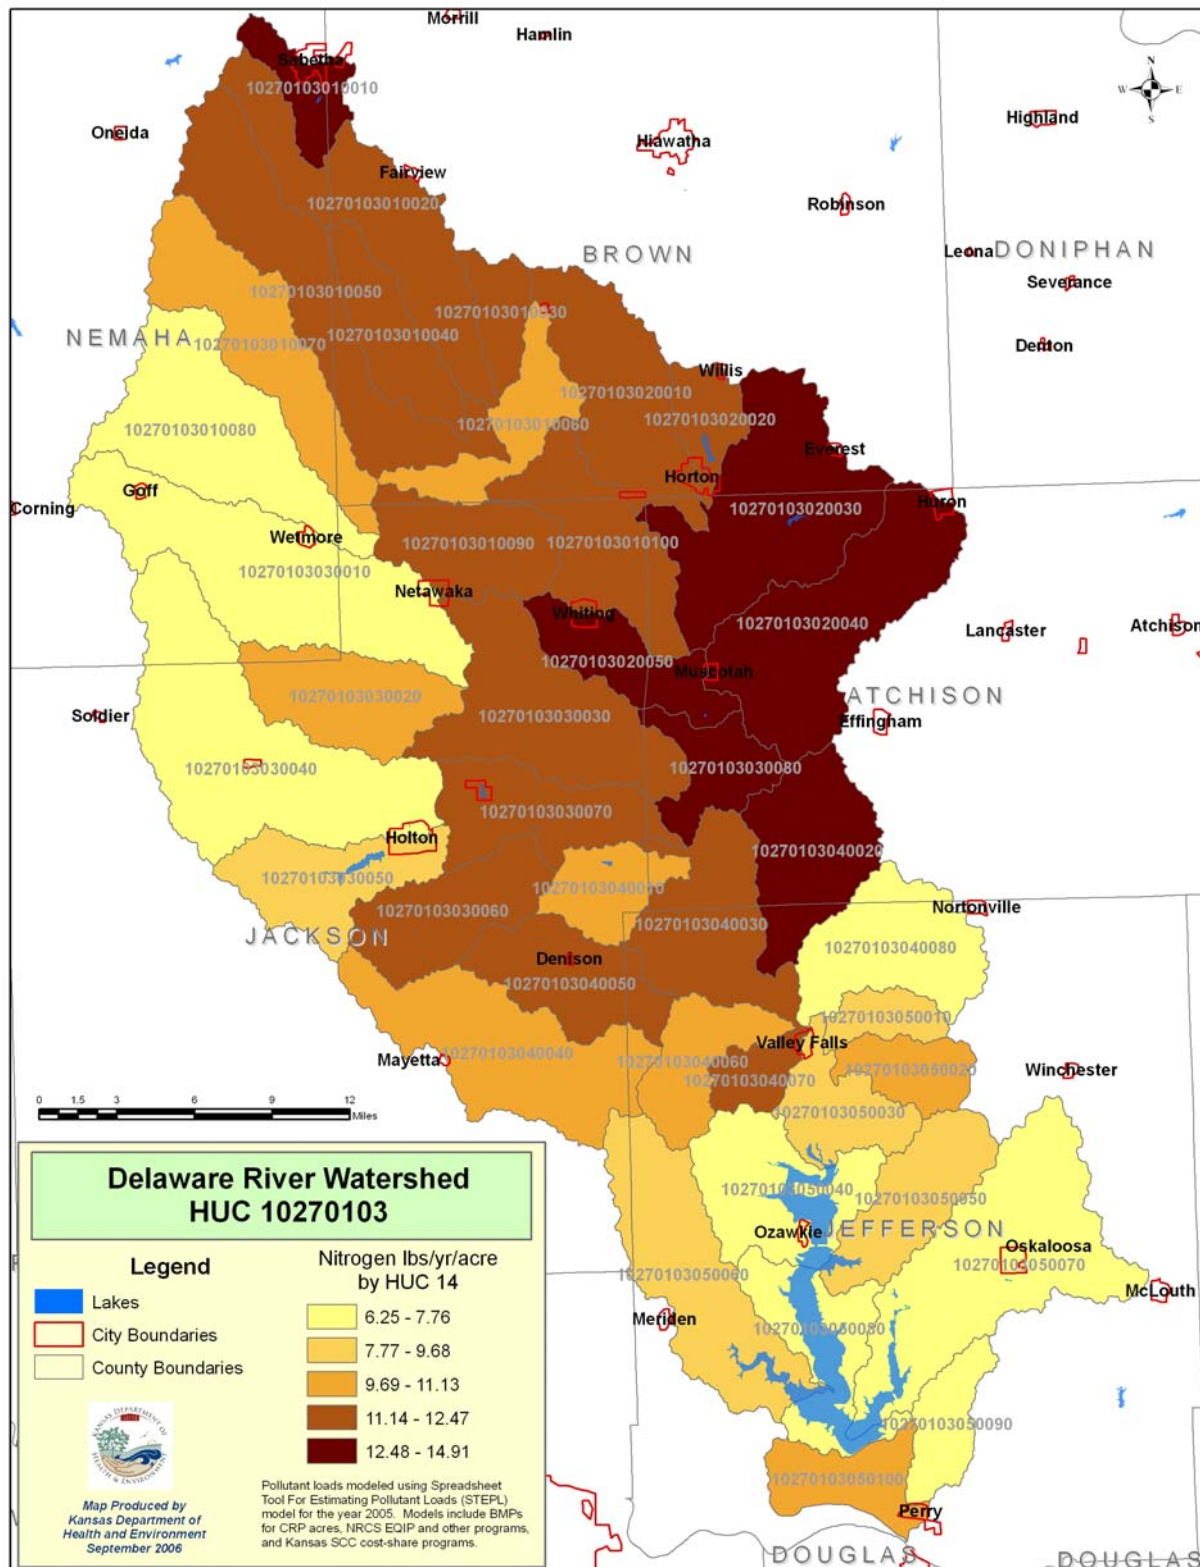 Morrill
Hamlin
Sabetha
10270103010010
N
W E
S
Oneida
Highland
Hiawatha
Fairview
10270103010020
Robinson
BROWN
Leona
DONIPHAN
Severance
10270103010050
10270103010030
NEMAHA
10270103010070
10270103010040
Denton
Willis
10270103020010
10270103020020
10270103010060
10270103010080
Everest
Horton
Goff
Corning
Huron
10270103020030
Wetmore
10270103010090
10270103010100
10270103030010
Netawaka
Whiting
10270103020040
Lancaster
Atchison
10270103020050
Muscotah
10270103030020
ATCHISON
Soldier
10270103030030
Effingham
10270103030040
10270103030080
10270103030070
Holton
10270103040020
10270103030050
10270103040010
10270103030060
Nortonville
10270103040030
JACKSON
10270103040080
Denison
10270103040050
10270103050010
Valley Falls
Mayetta
10270103040040
10270103040060
10270103050020
Winchester
10270103040070
0 1.5 3 6 9 12
Miles
10270103050030
Delaware River Watershed
HUC 10270103
10270103050040
10270103050050
Ozawkie
JEFFERSON
Oskaloosa
10270103050070
10270103050060
McLouth
Meriden
10270103050080
10270103050090
10270103050100
Perry
DOUGLAS
DOUGLAS
Legend
Lakes
City Boundaries
County Boundaries
Nitrogen lbs/yr/acre
by HUC 14
6.25 - 7.76
7.77 - 9.68
9.69 - 11.13
11.14 - 12.47
12.48 - 14.91
KANSAS DEPARTMENT OF
HEALTH & ENVIRONMENT
Map Produced by
Kansas Department of
Health and Environment
September 2006
Pollutant loads modeled using Spreadsheet
Tool For Estimating Pollutant Loads (STEPL)
model for the year 2005. Models include BMPs
for CRP acres, NRCS EQIP and other programs,
and Kansas SCC cost-share programs.